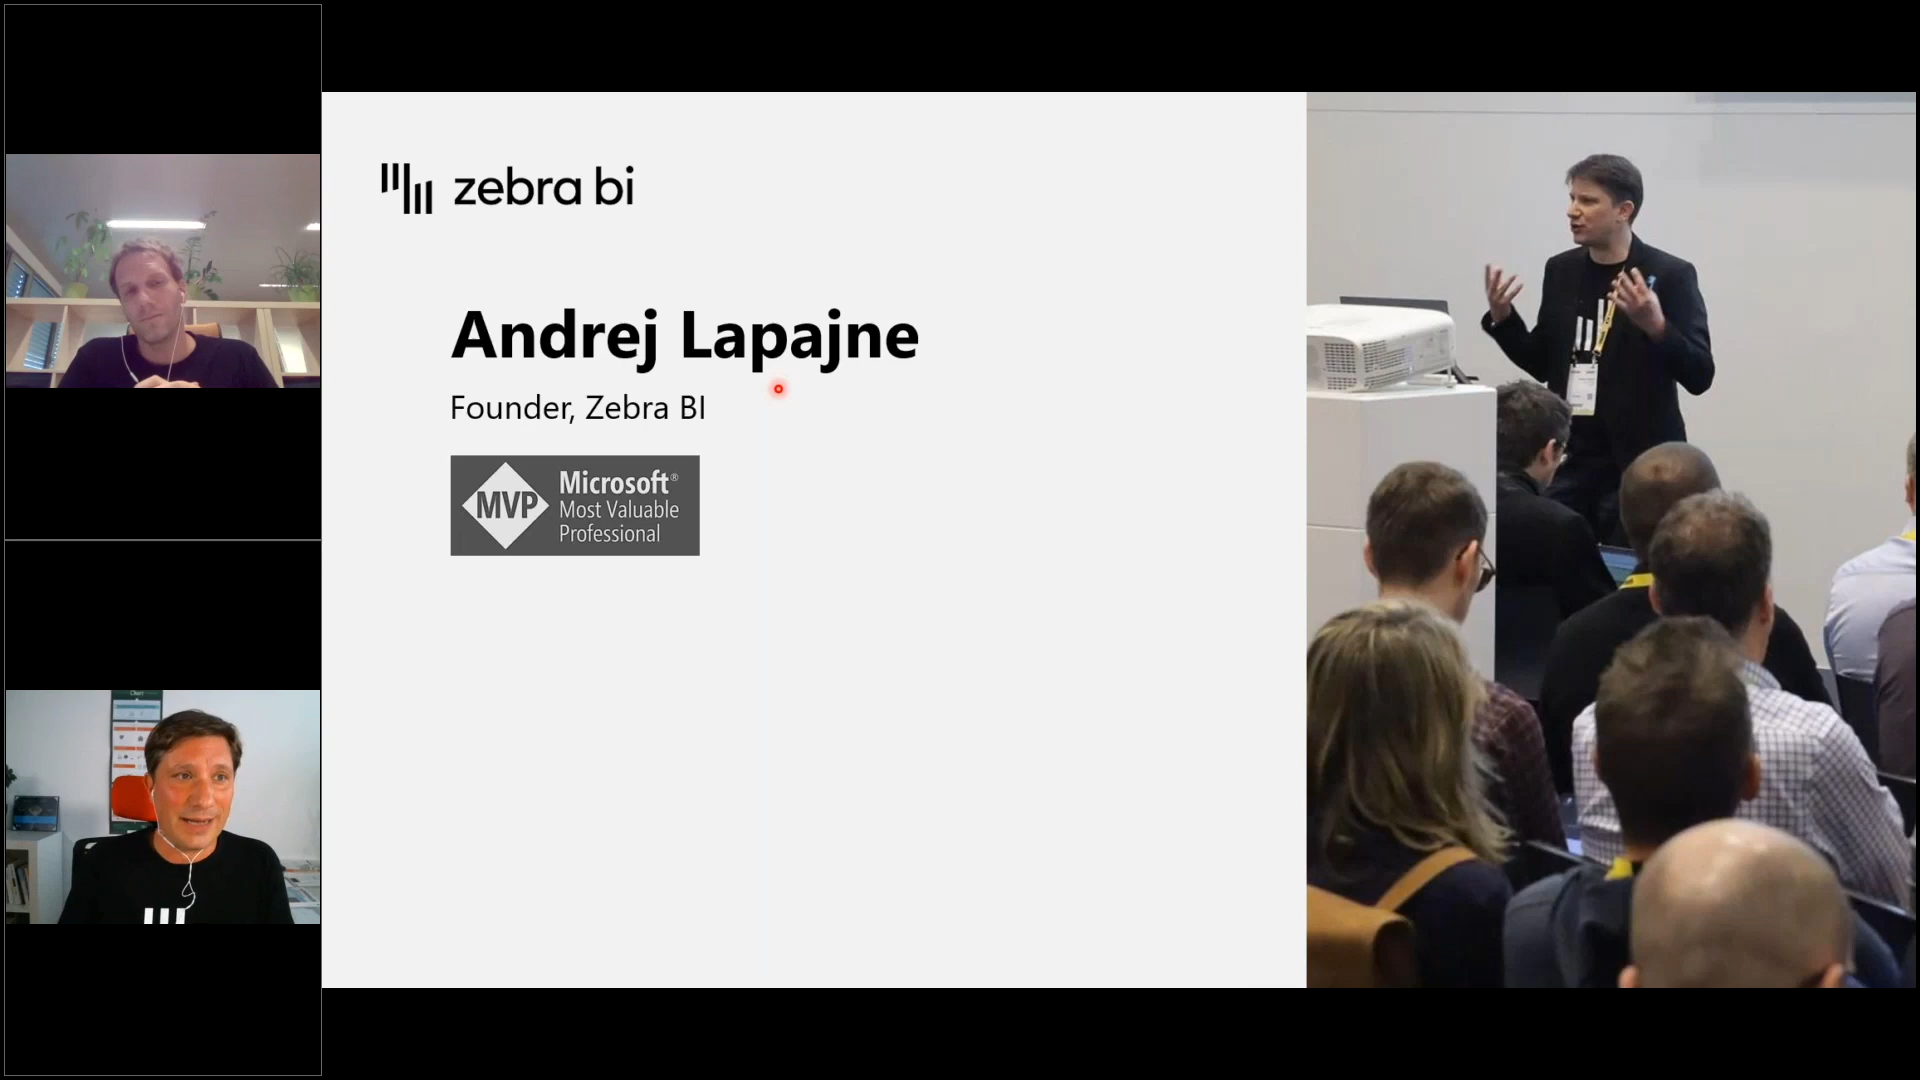 zebra bi
Andrej Lapajne
Founder, Zebra BI
MVP
Microsoft®
Most Valuable
Professional